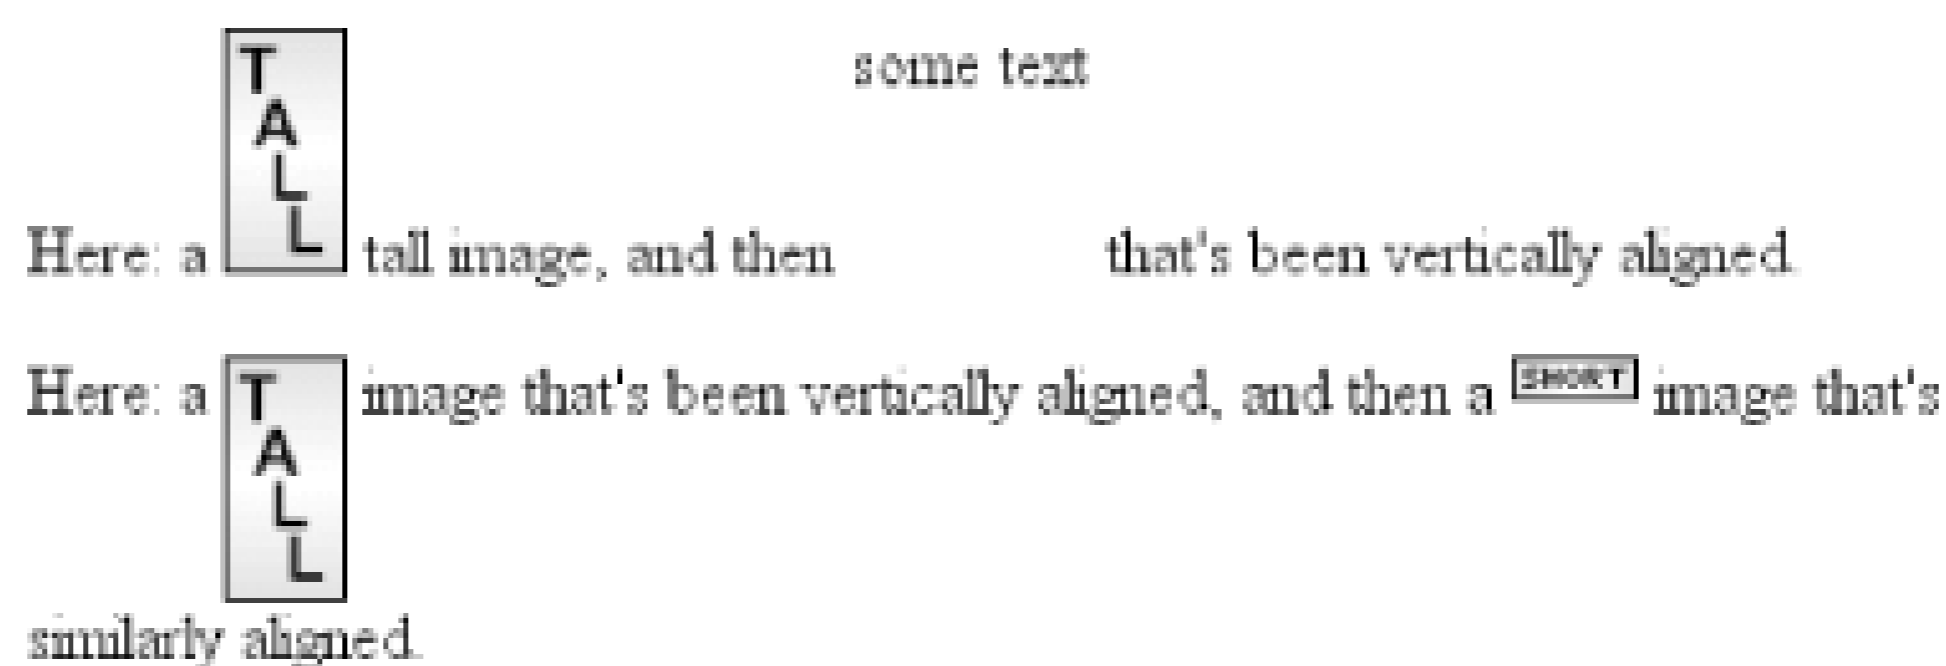 Here: a TALL tall image, and then some text that's been vertically aligned.
Here: a TALL image that's been vertically aligned, and then a SHORT image that's
similarly aligned.